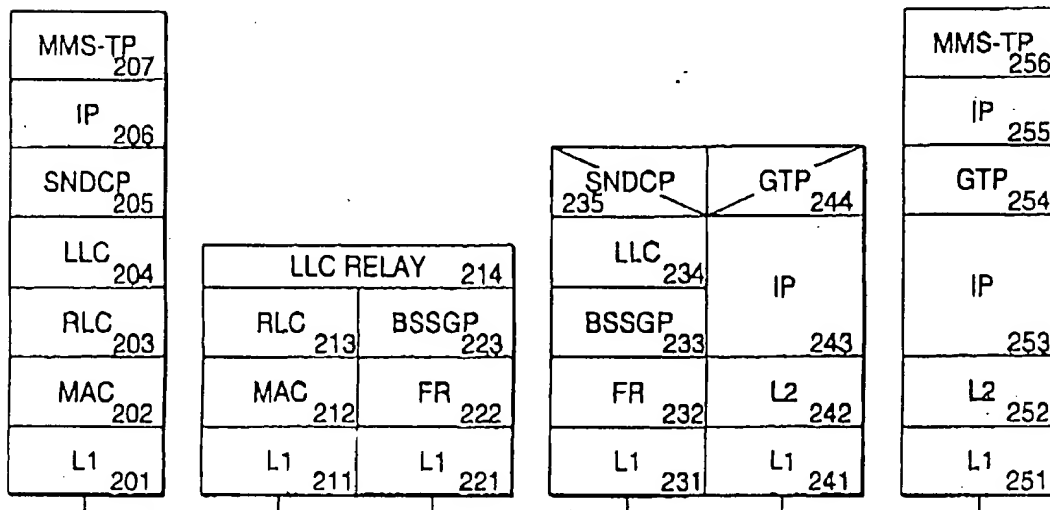 MMS-TP 207
IP 206
SNDCP 205
LLC 204
RLC 203
MAC 202
L1 201
LLC RELAY 214
RLC 213
BSSGP 223
MAC 212
FR 222
L1 211
L1 221
SNDCP 235
GTP 244
LLC 234
IP 243
BSSGP 233
FR 232
L2 242
L1 231
L1 241
MMS-TP 256
IP 255
GTP 254
IP 253
L2 252
L1 251